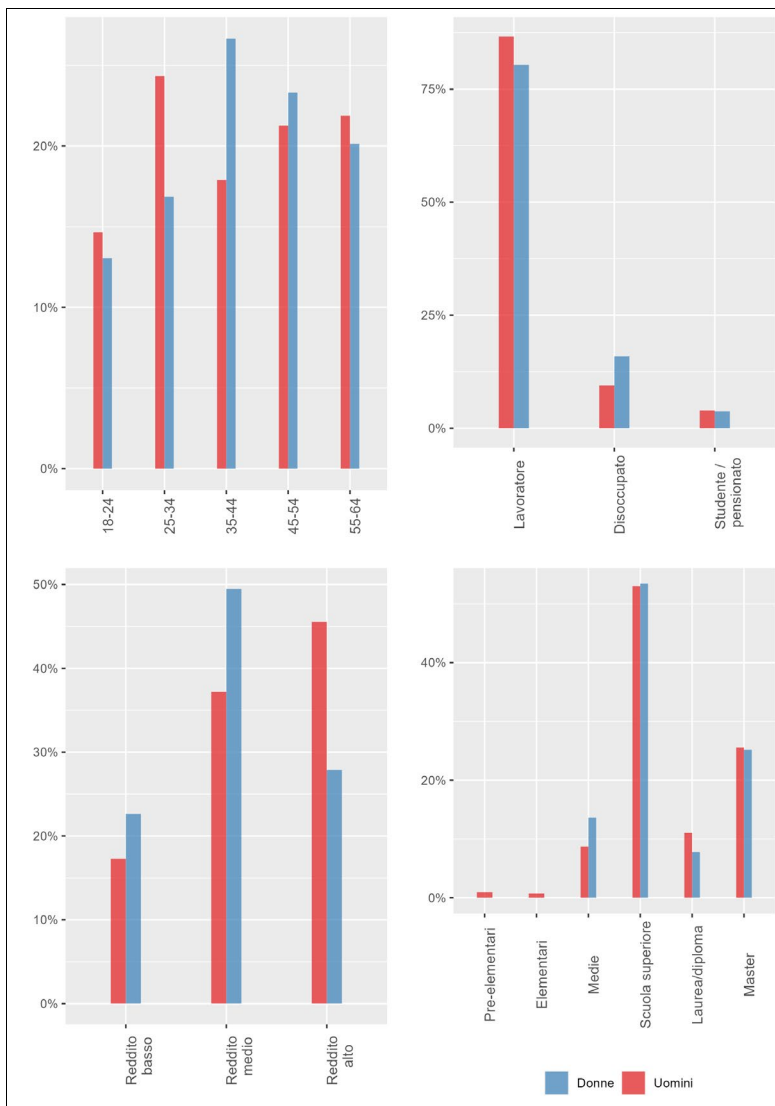 20%
10%
0%
18-24
25-34
35-44
45-54
55-64
75%
50%
25%
0%
Lavoratore
Disoccupato
Studente /
pensionato
50%
40%
30%
20%
10%
0%
Reddito
basso
Reddito
medio
Reddito
alto
40%
20%
0%
Pre-elementari
Elementari
Medie
Scuola superiore
Laurea/diploma
Master
Donne
Uomini